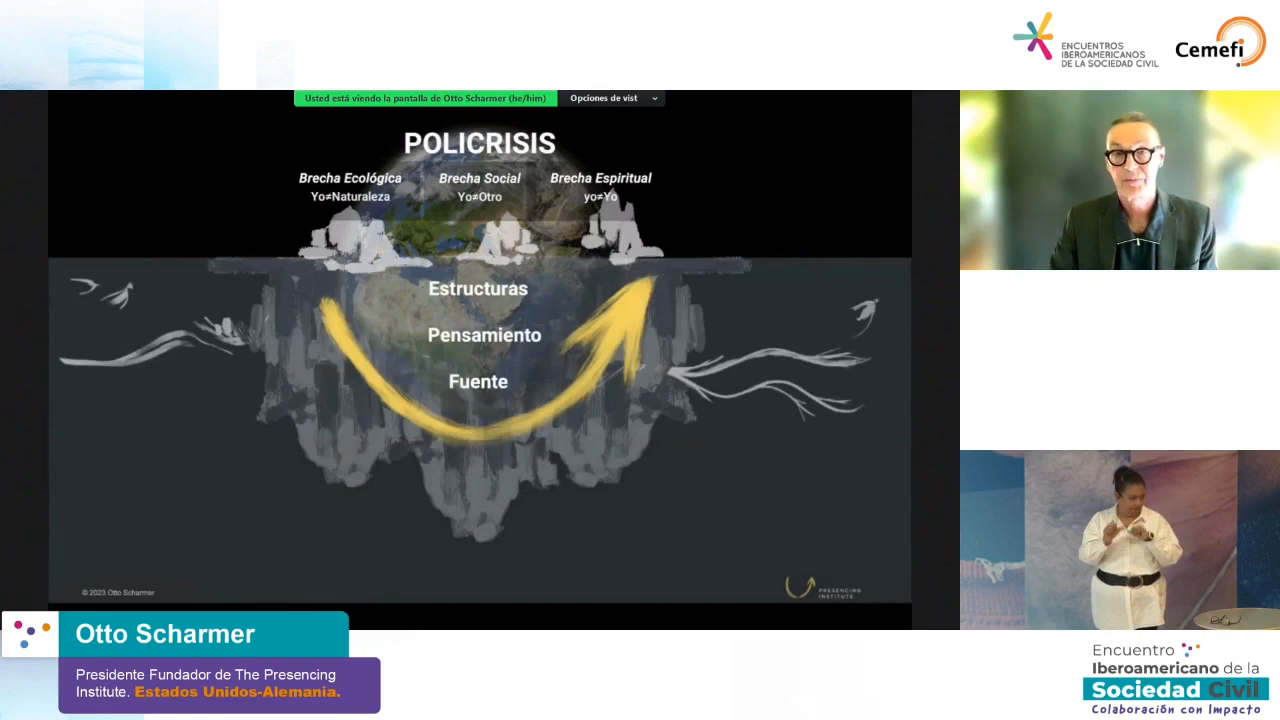 ENCUENTROS
IBEROAMERICANOS
DE LA SOCIEDAD CIVIL
Cemefi
Usted está viendo la pantalla de Otto Scharmer (he/him)
Opciones de vist
POLICRISIS
Brecha Ecológica
Yo≠Naturaleza
Brecha Social
Yo≠Otro
Brecha Espiritual
yo≠Yo
Estructuras
Pensamiento
Fuente
© 2023 Otto Scharmer
PRESENCING
INSTITUTE
Otto Scharmer
Presidente Fundador de The Presencing
Institute. Estados Unidos-Alemania.
Encuentro
Iberoamericano de la
Sociedad Civil
Colaboración con Impacto